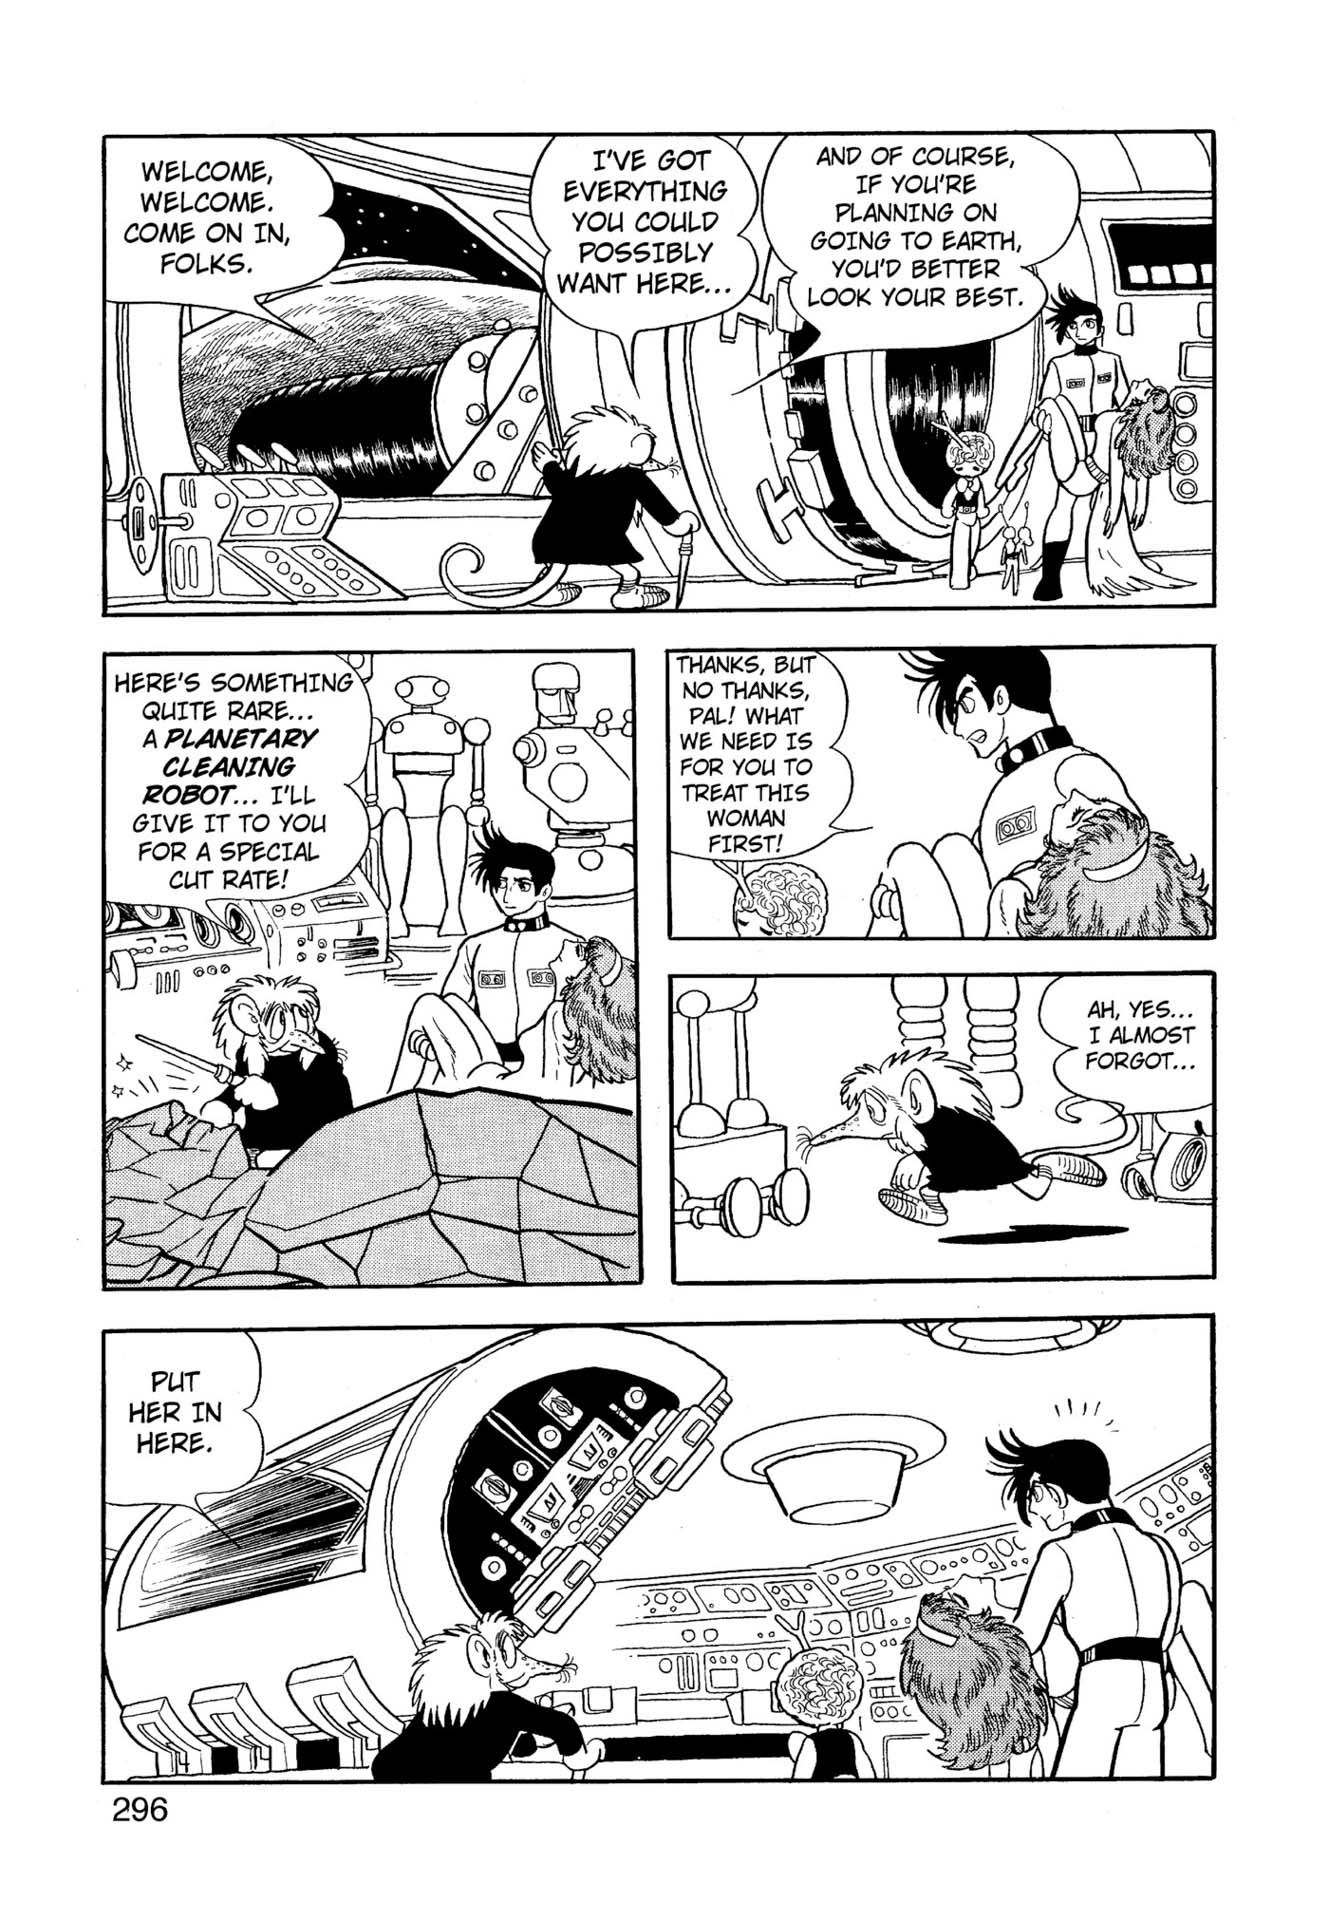 WELCOME,
WELCOME.
COME ON IN,
FOLKS.
I'VE GOT
EVERYTHING
YOU COULD
POSSIBLY
WANT HERE...
AND OF COURSE,
IF YOU'RE
PLANNING ON
GOING TO EARTH,
YOU'D BETTER
LOOK YOUR BEST.
HERE'S SOMETHING
QUITE RARE...
A PLANETARY
CLEANING
ROBOT... I'LL
GIVE IT TO YOU
FOR A SPECIAL
CUT RATE!
THANKS, BUT
NO THANKS,
PAL! WHAT
WE NEED IS
FOR YOU TO
TREAT THIS
WOMAN
FIRST!
AH, YES...
I ALMOST
FORGOT...
PUT
HER IN
HERE.
296